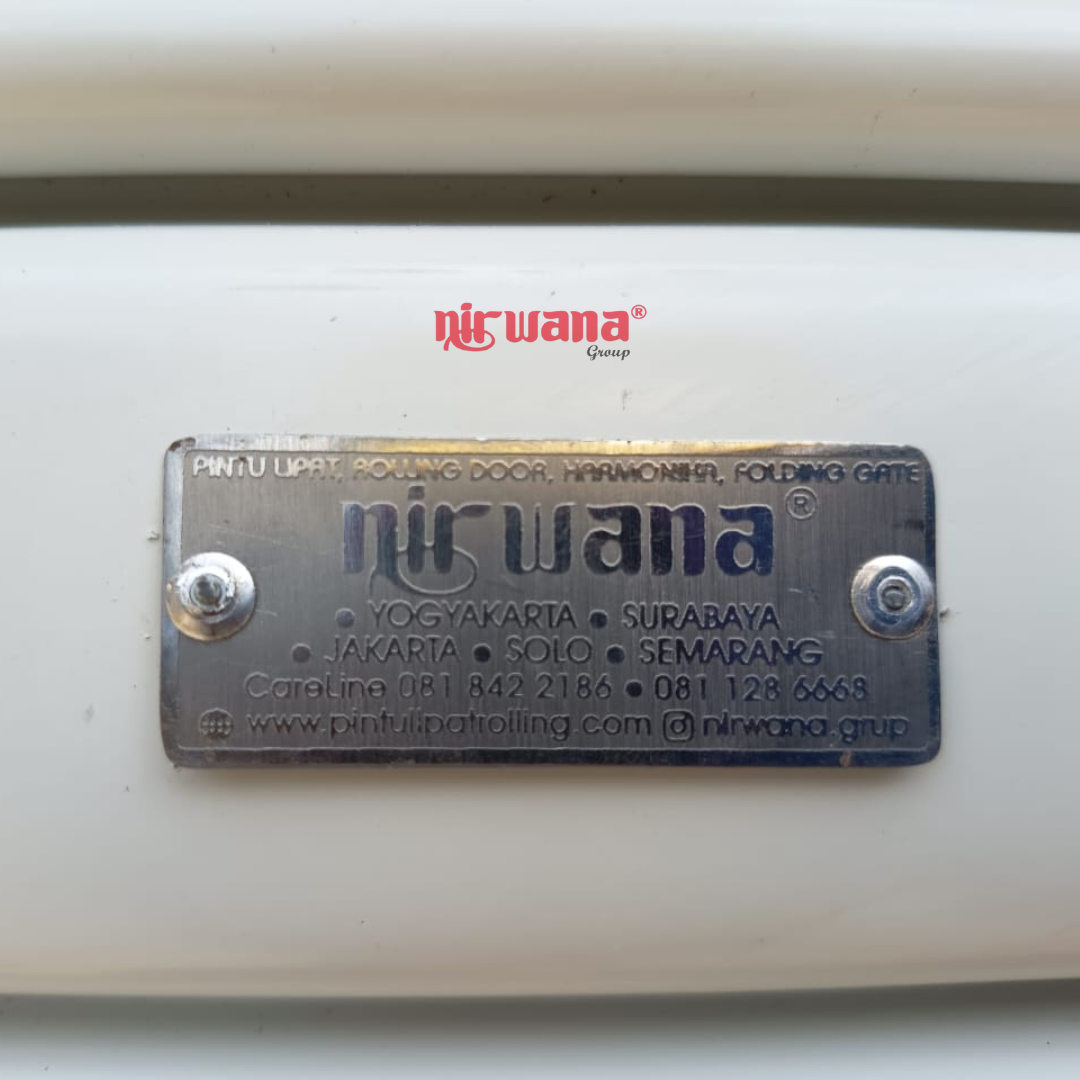 nirwana®
Group
PINTU LIPAT, ROLLING DOOR, HARMONIKA, FOLDING GATE
nirwana®
• YOGYAKARTA • SURABAYA
• JAKARTA • SOLO • SEMARANG
CareLine 081 842 2186 • 081 128 6668
www.pintulipatrolling.com nirwana.grup